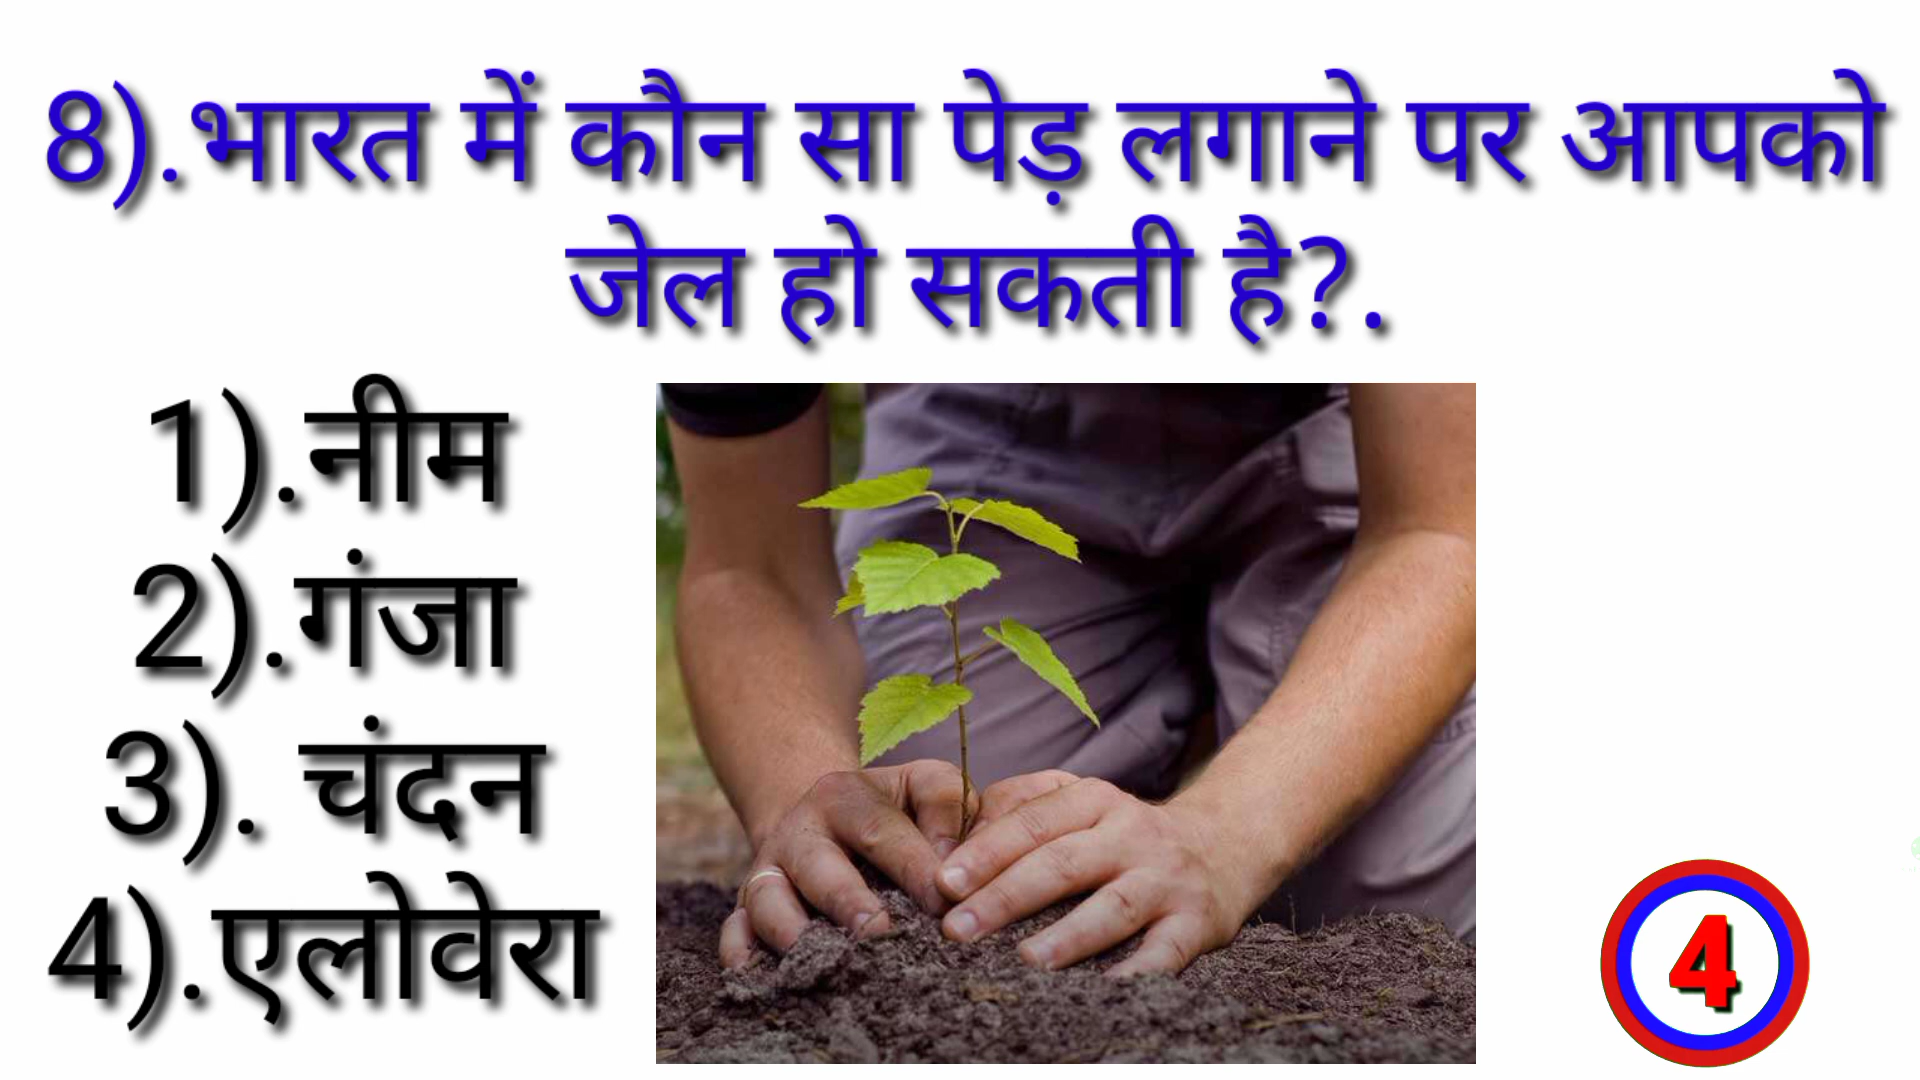 8).भारत में कौन सा पेड़ लगाने पर आपको
जेल हो सकती है?.
1).नीम
2).गंजा
3). चंदन
4).एलोवेरा
4